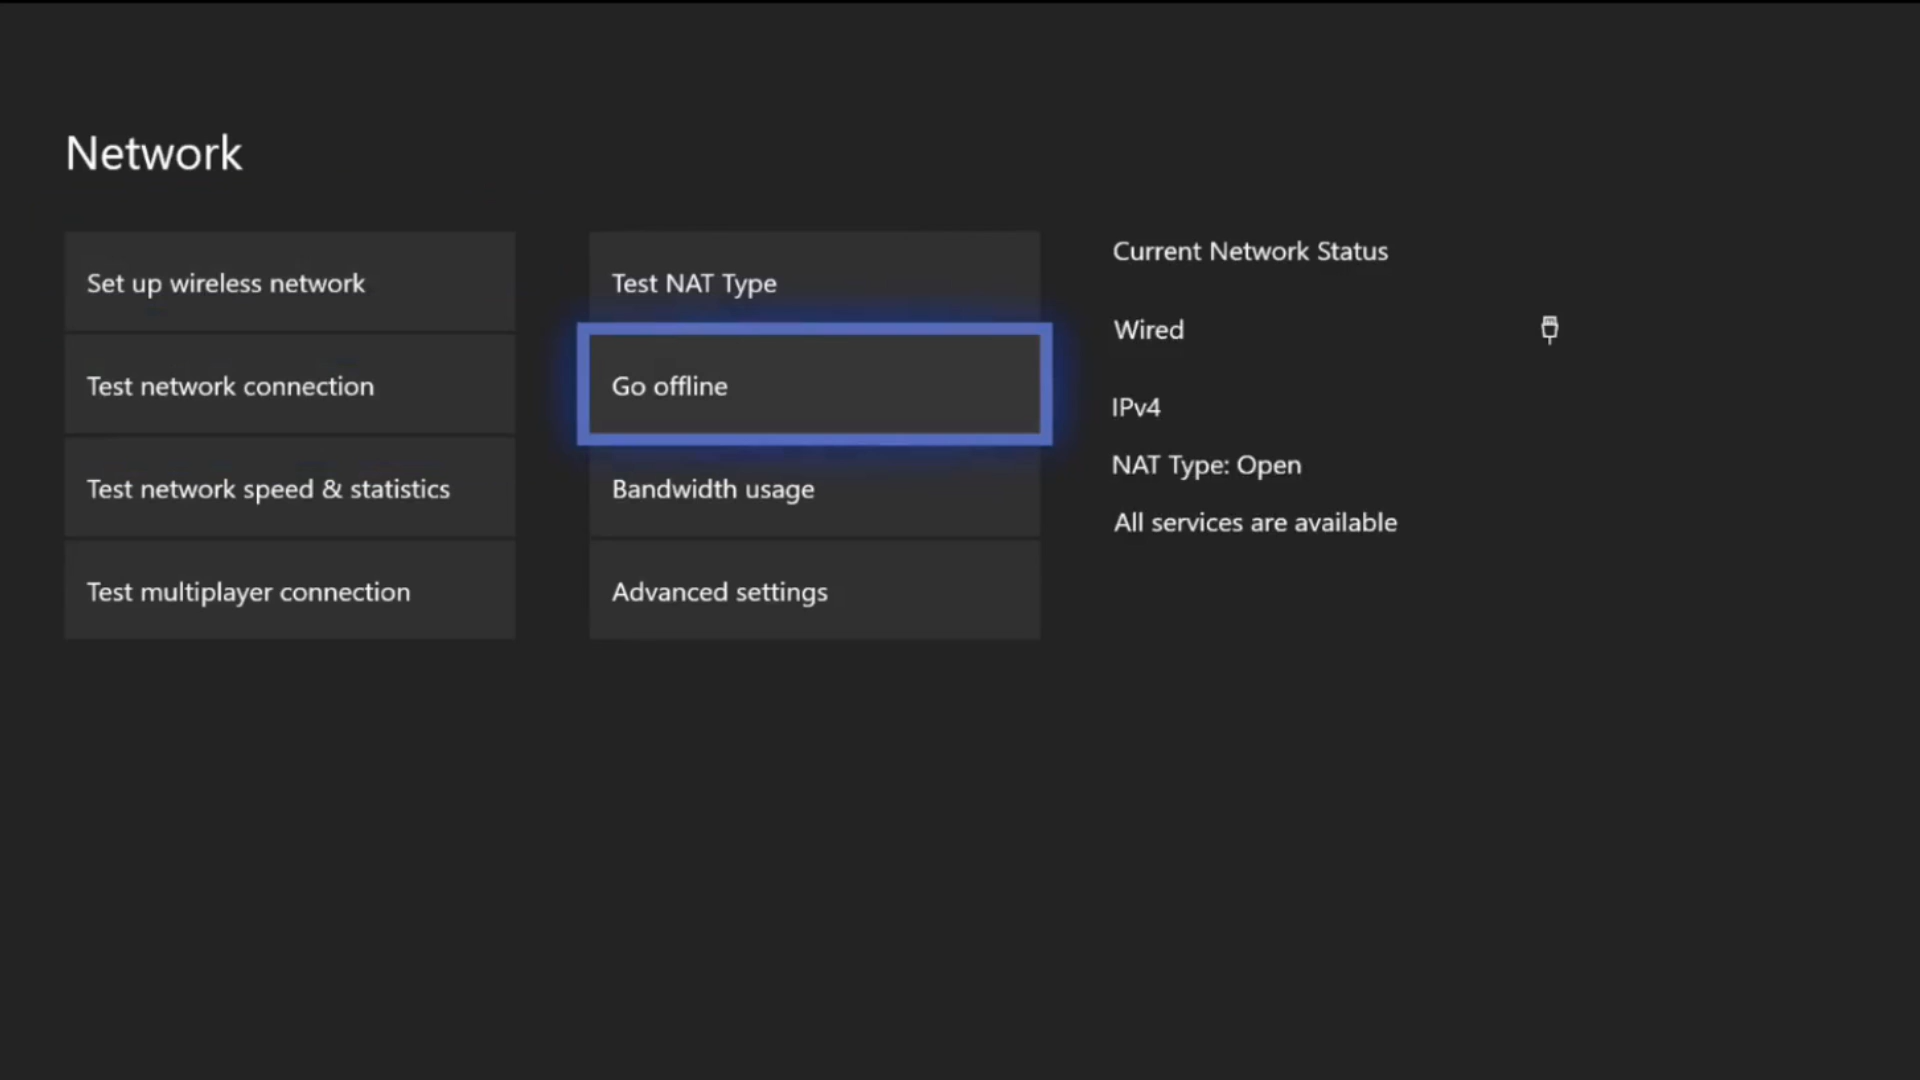 Network
Set up wireless network
Test network connection
Test network speed & statistics
Test multiplayer connection
Test NAT Type
Go offline
Bandwidth usage
Advanced settings
Current Network Status
Wired
IPv4
NAT Type: Open
All services are available